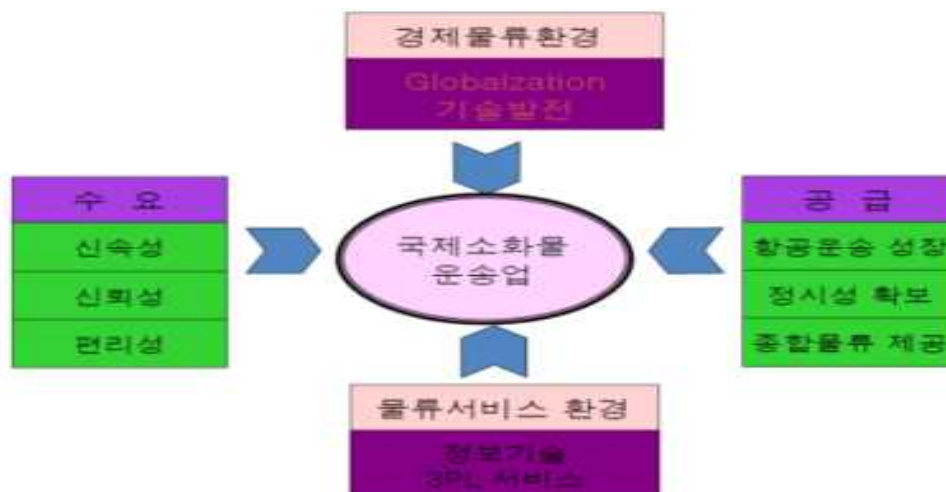 경제물류환경
Globalzation
기술발전
수 요
신속성
신뢰성
편리성
국제소화물
운송업
공 급
항공운송 성장
정시성 확보
종합물류 제공
물류서비스 환경
정보기술
3PL 서비스